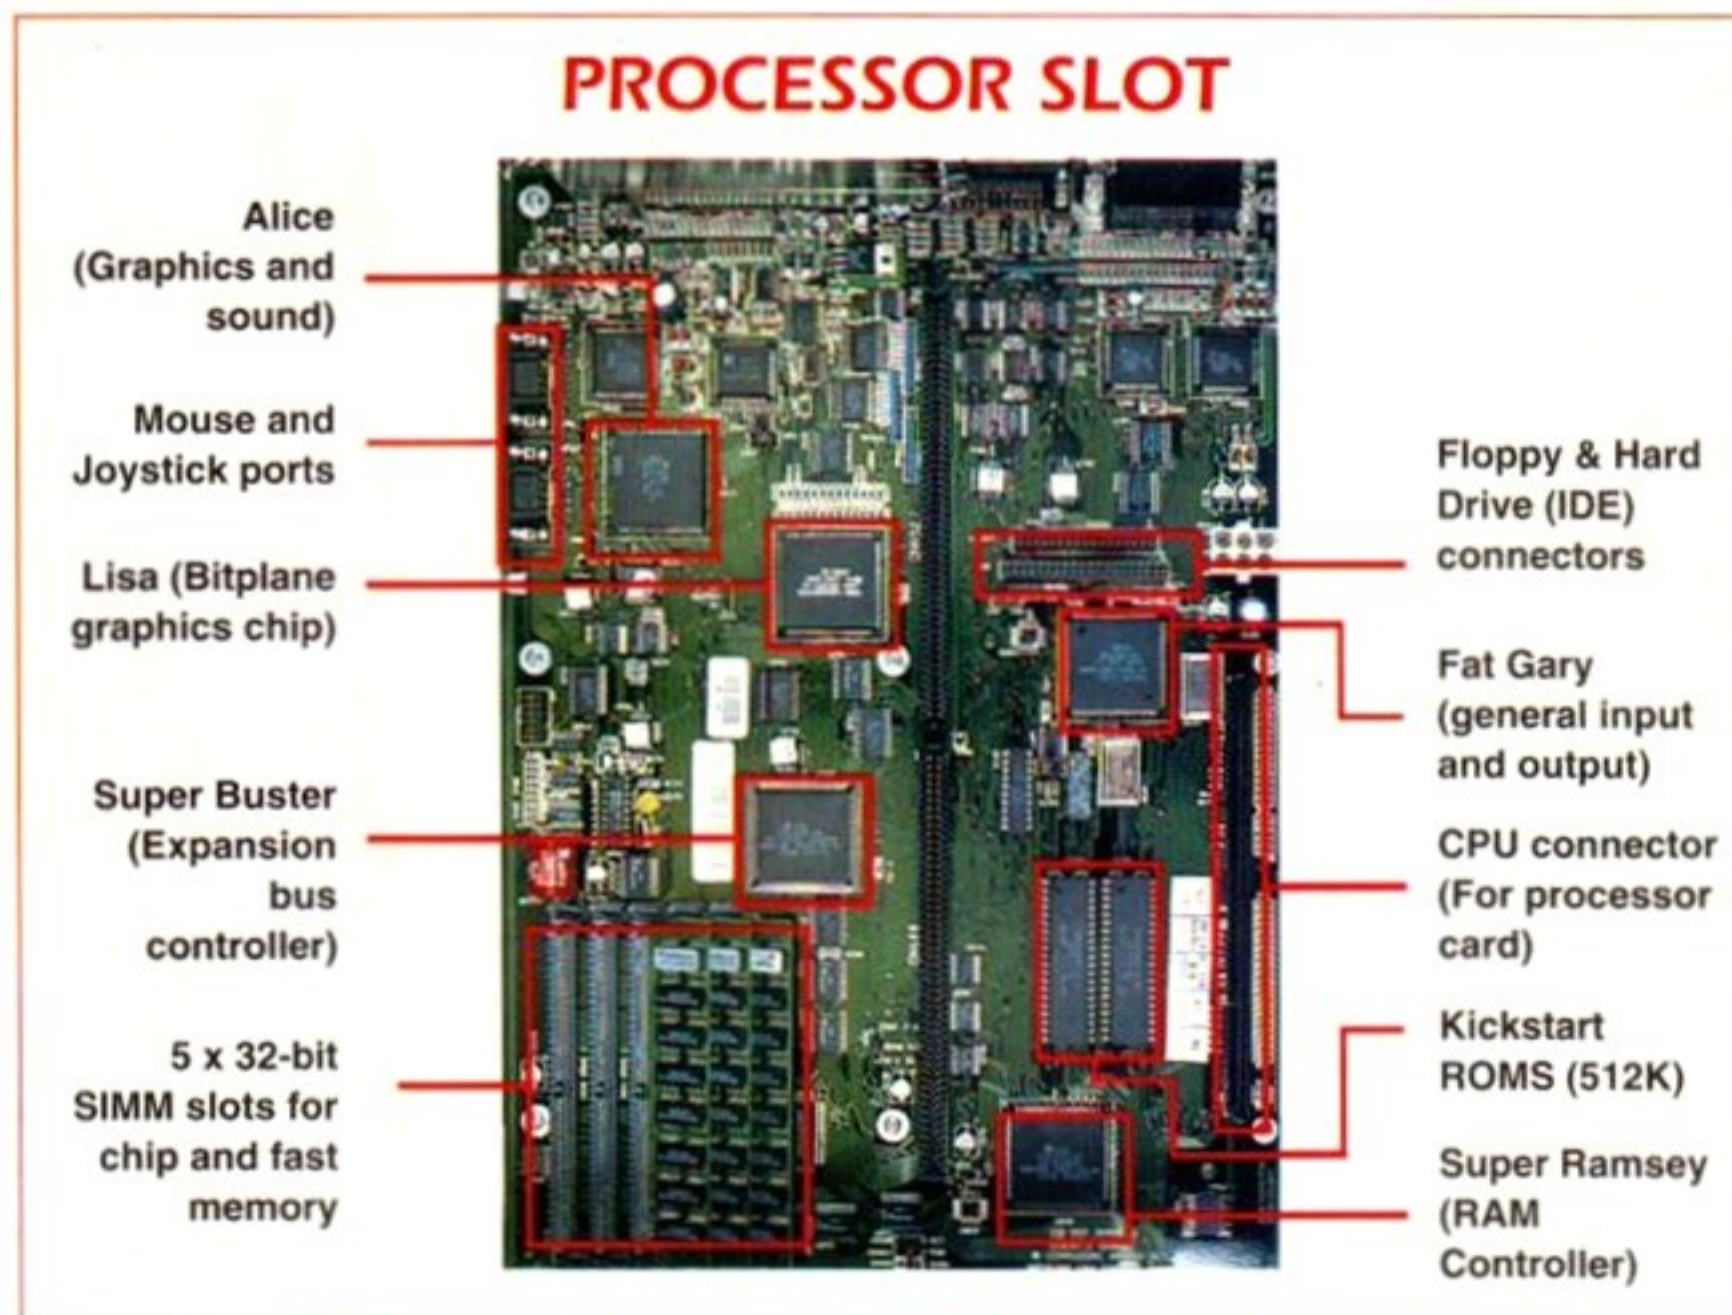 PROCESSOR SLOT
Alice
(Graphics and
sound)
Mouse and
Joystick ports
Lisa (Bitplane
graphics chip)
Super Buster
(Expansion
bus
controller)
5 x 32-bit
SIMM slots for
chip and fast
memory
Floppy & Hard
Drive (IDE)
connectors
Fat Gary
(general input
and output)
CPU connector
(For processor
card)
Kickstart
ROMS (512K)
Super Ramsey
(RAM
Controller)